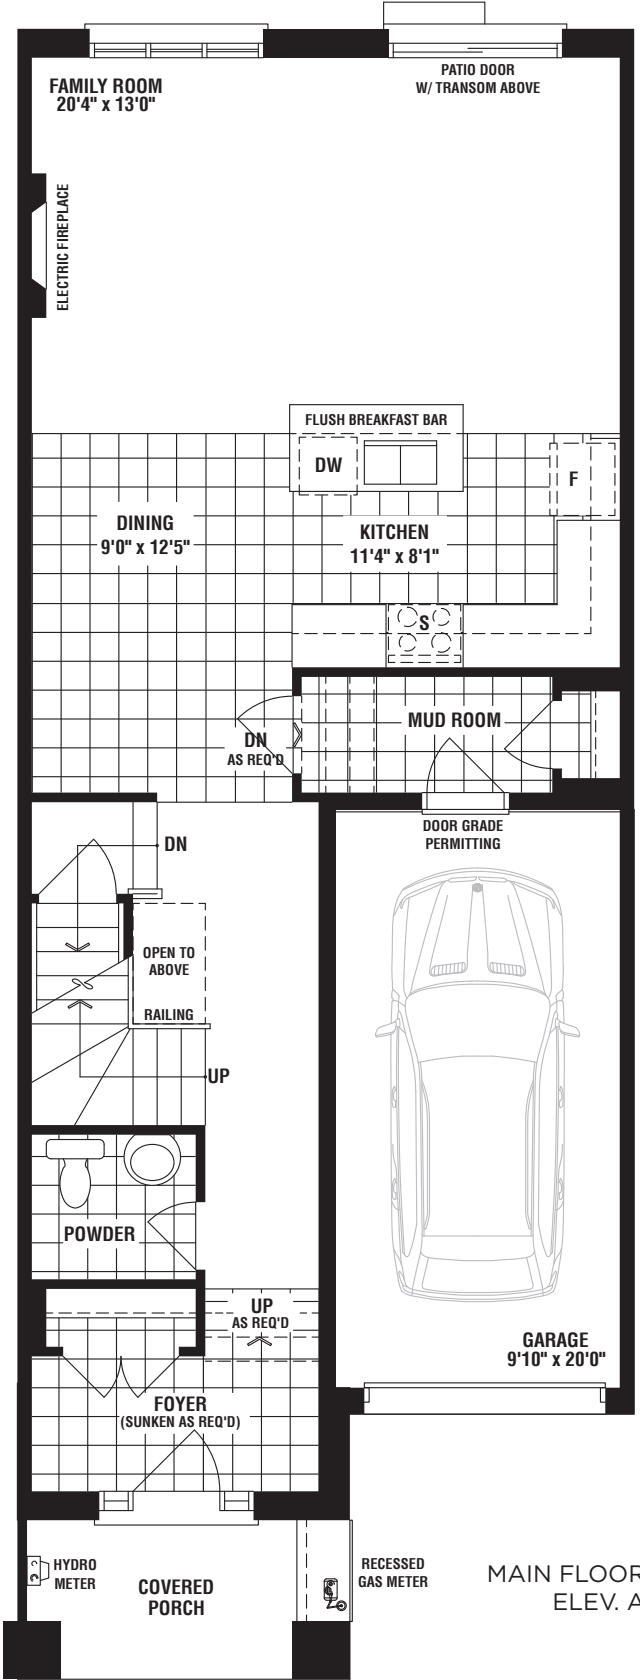 FAMILY ROOM
20'4" x 13'0"
PATIO DOOR
W/ TRANSOM ABOVE
ELECTRIC FIREPLACE
FLUSH BREAKFAST BAR
DW
F
DINING
9'0" x 12'5"
KITCHEN
11'4" x 8'1"
S
MUD ROOM
DN
AS REQ'D
DOOR GRADE
PERMITTING
DN
OPEN TO
ABOVE
RAILING
UP
POWDER
UP
AS REQ'D
GARAGE
9'10" x 20'0"
FOYER
(SUNKEN AS REQ'D)
HYDRO
METER
COVERED
PORCH
RECESSED
GAS METER
MAIN FLOOR
ELEV. A